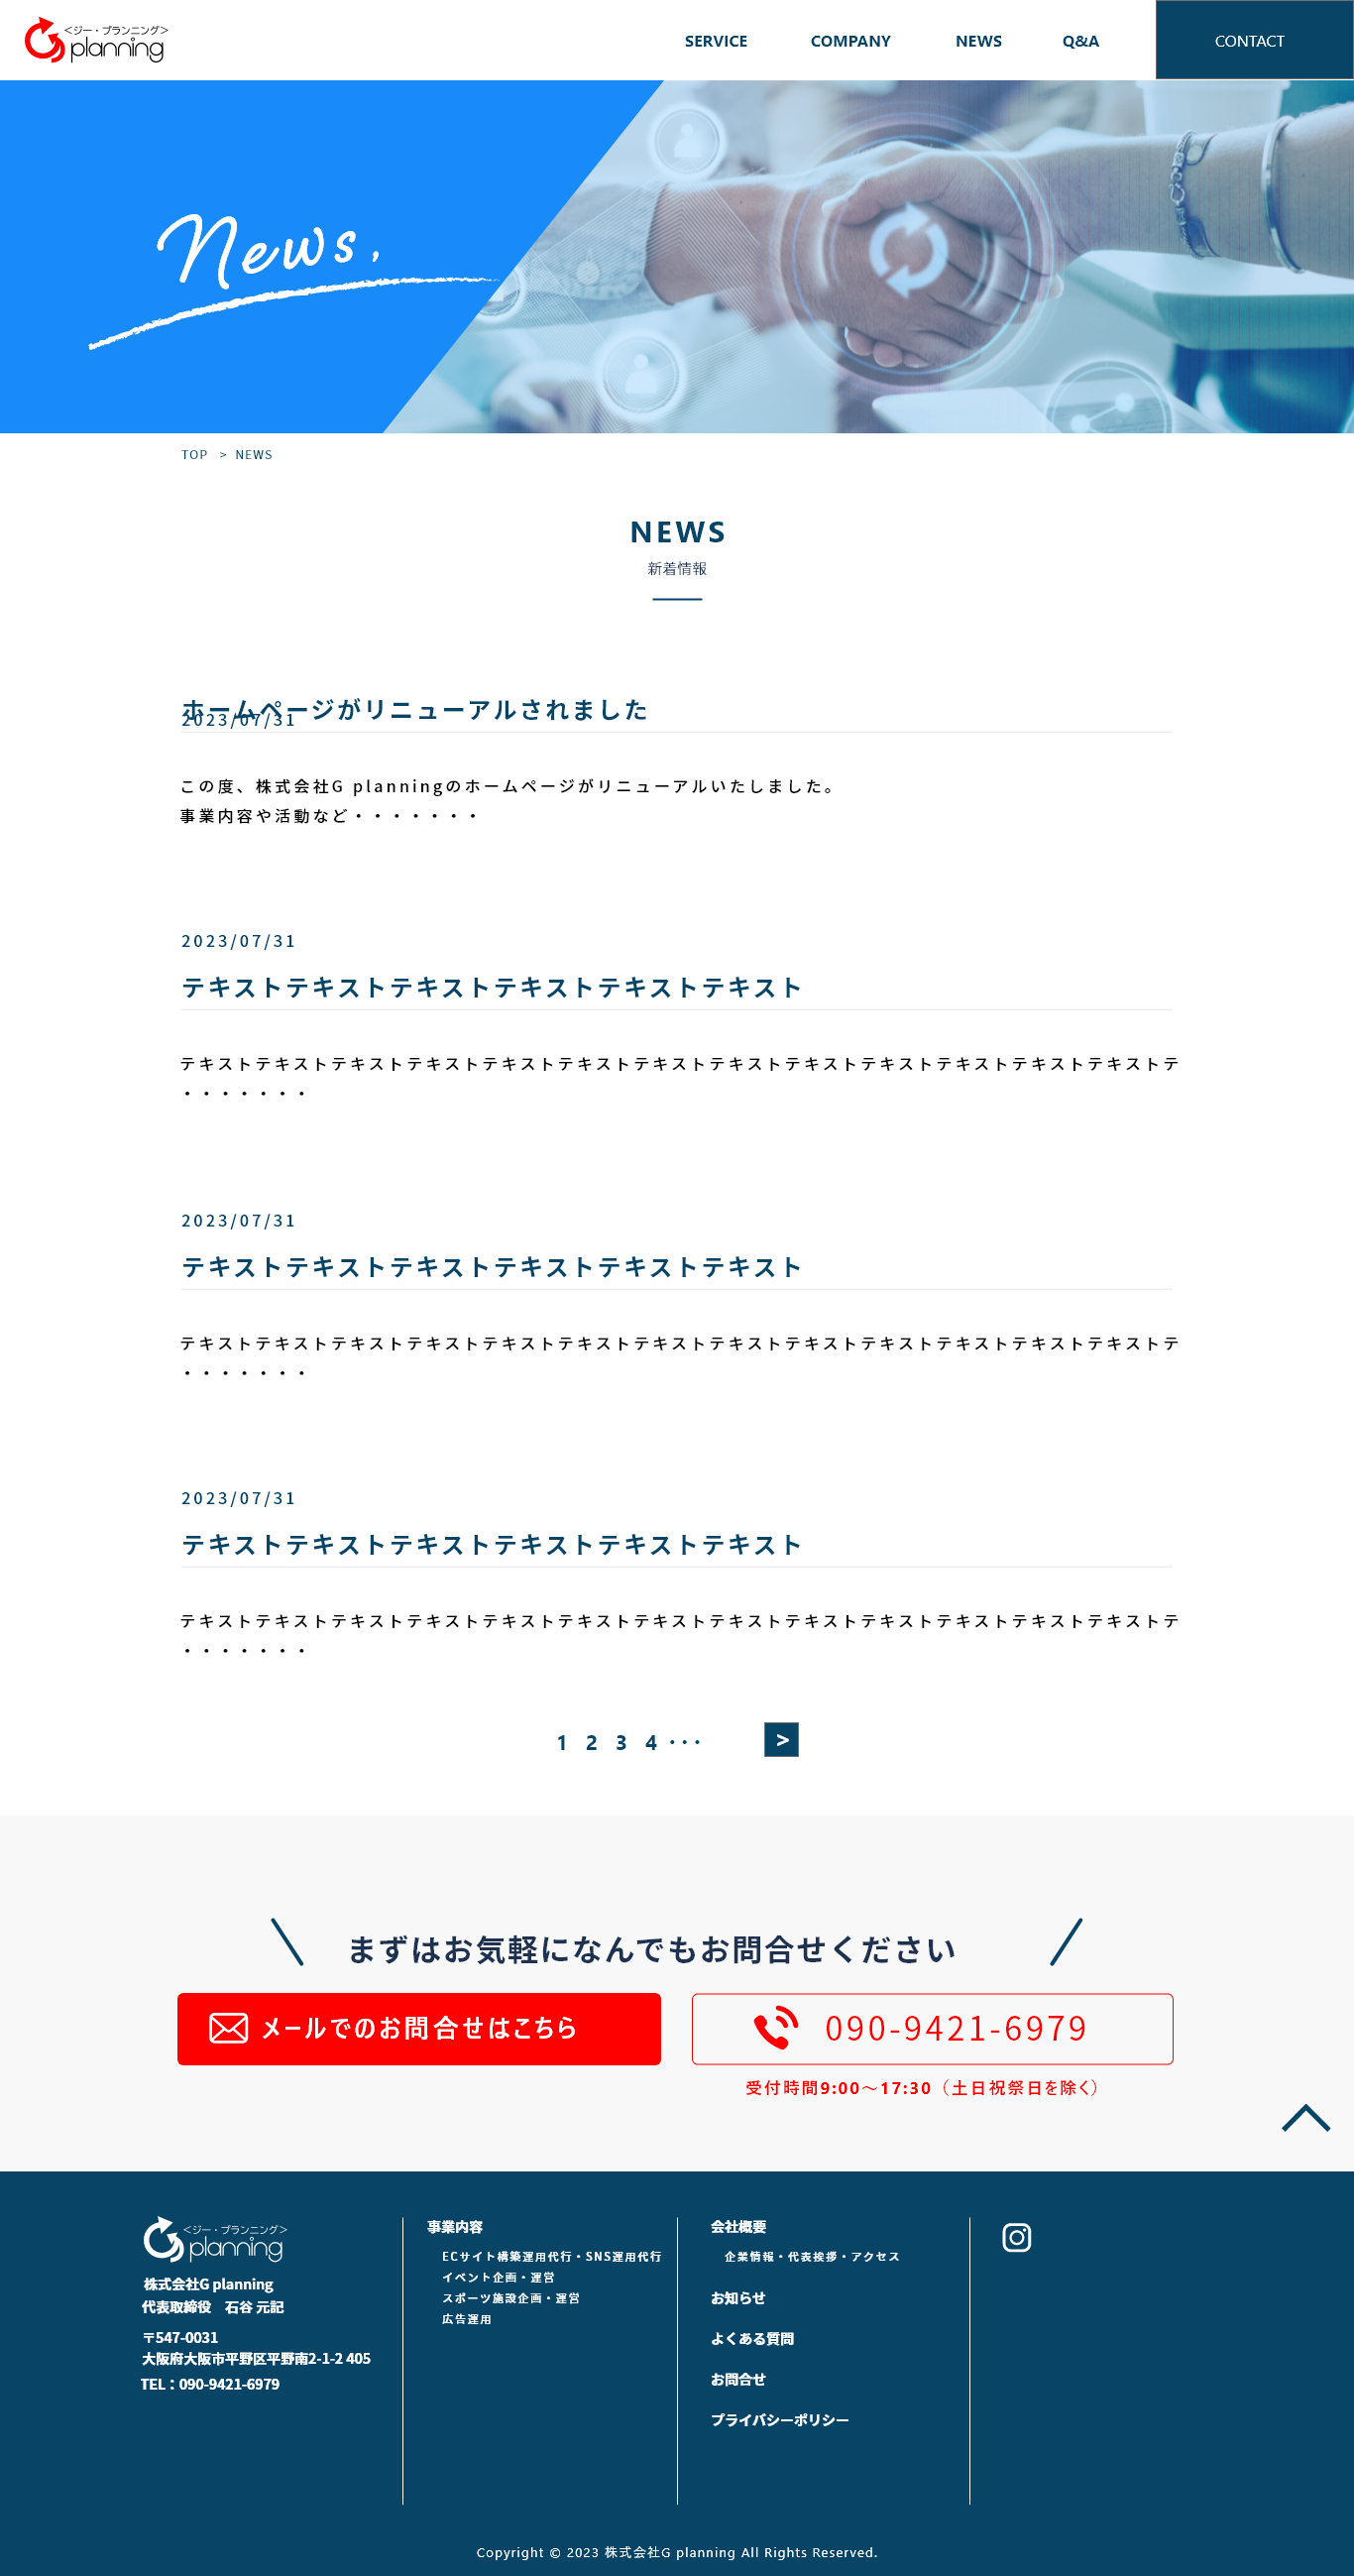 <ジー・プランニング>
planning
SERVICE
COMPANY
NEWS
Q&A
CONTACT
News.
TOP > NEWS
NEWS
新着情報
ホームページがリニューアルされました
2023/07/31
この度、株式会社G planningのホームページがリニューアルいたしました。
事業内容や活動など・・・・・・・
2023/07/31
テキストテキストテキストテキストテキストテキスト
テキストテキストテキストテキストテキストテキストテキストテキストテキストテキストテキストテキストテキストテ
・・・・・・・
2023/07/31
テキストテキストテキストテキストテキストテキスト
テキストテキストテキストテキストテキストテキストテキストテキストテキストテキストテキストテキストテキストテ
・・・・・・・
2023/07/31
テキストテキストテキストテキストテキストテキスト
テキストテキストテキストテキストテキストテキストテキストテキストテキストテキストテキストテキストテキストテ
・・・・・・・
1 2 3 4 ･･･ >
まずはお気軽になんでもお問合せください
メールでのお問合せはこちら
090-9421-6979
受付時間9:00〜17:30（土日祝祭日を除く）
<ジー・プランニング>
planning
株式会社G planning
代表取締役　石谷 元記
〒547-0031
大阪府大阪市平野区平野南2-1-2 405
TEL：090-9421-6979
事業内容
ECサイト構築運用代行・SNS運用代行
イベント企画・運営
スポーツ施設企画・運営
広告運用
会社概要
企業情報・代表挨拶・アクセス
お知らせ
よくある質問
お問合せ
プライバシーポリシー
Copyright © 2023 株式会社G planning All Rights Reserved.